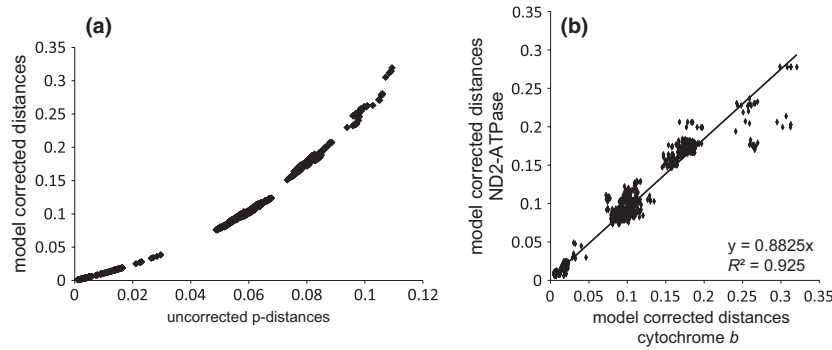 (a)
model corrected distances
0.35
0.3
0.25
0.2
0.15
0.1
0.05
0
0 0.02 0.04 0.06 0.08 0.1 0.12
uncorrected p-distances
(b)
model corrected distances
ND2-ATPase
0.35
0.3
0.25
0.2
0.15
0.1
0.05
0
y = 0.8825x
R² = 0.925
0 0.05 0.1 0.15 0.2 0.25 0.3 0.35
model corrected distances
cytochrome b